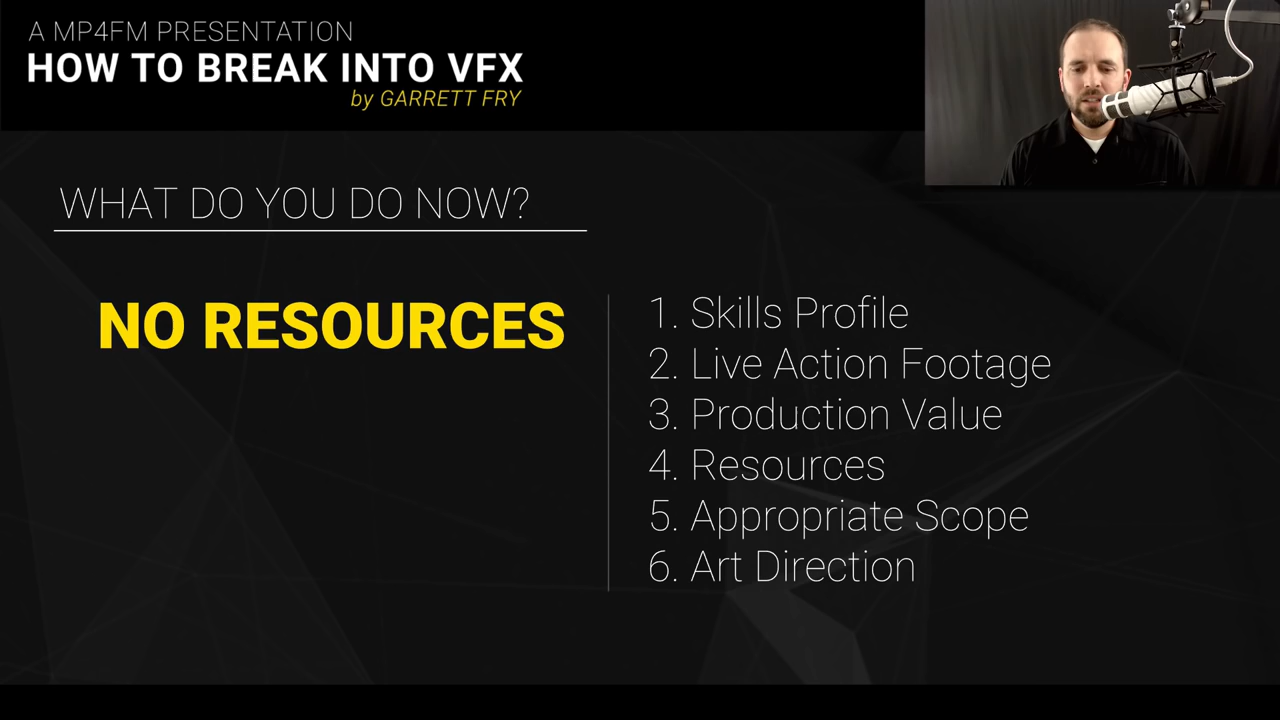 A MP4FM PRESENTATION
HOW TO BREAK INTO VFX
by GARRETT FRY
WHAT DO YOU DO NOW?
NO RESOURCES
1. Skills Profile
2. Live Action Footage
3. Production Value
4. Resources
5. Appropriate Scope
6. Art Direction